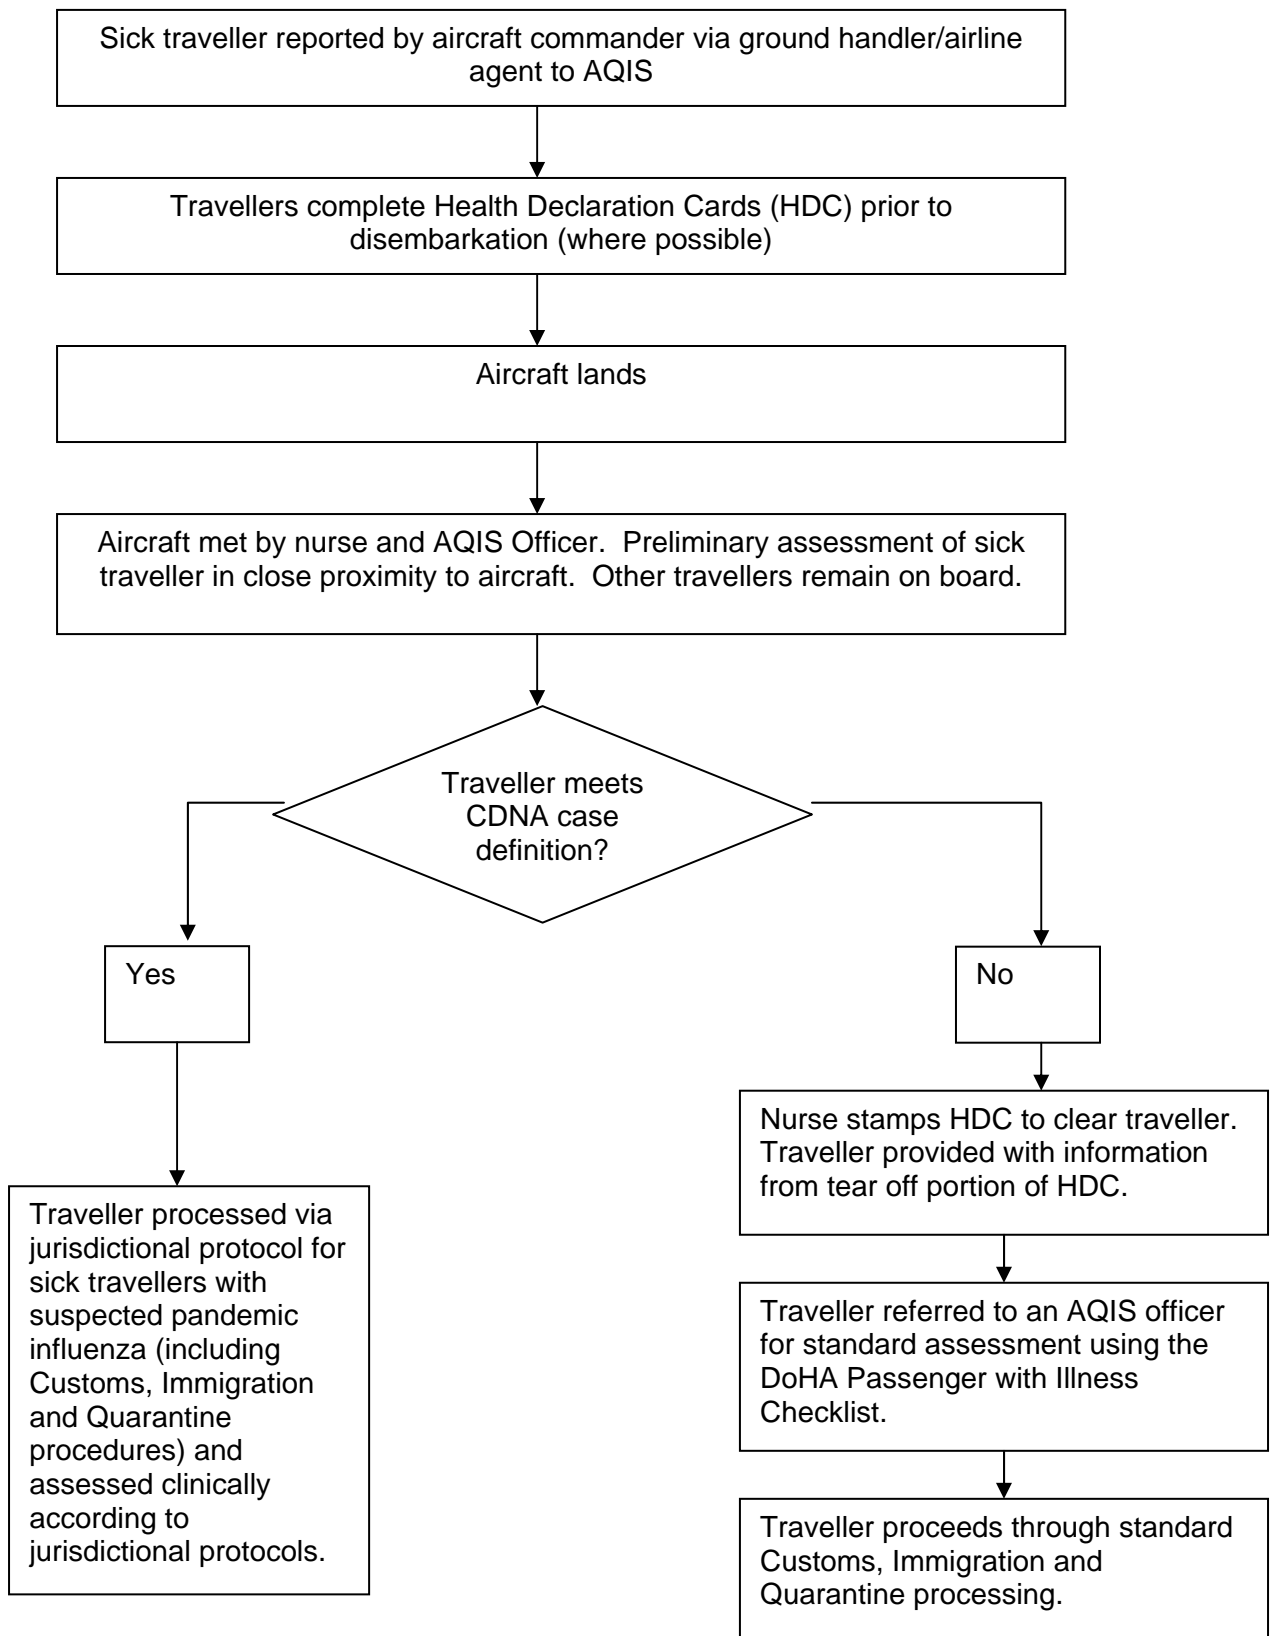 Sick traveller reported by aircraft commander via ground handler/airline
agent to AQIS
Travellers complete Health Declaration Cards (HDC) prior to
disembarkation (where possible)
Aircraft lands
Aircraft met by nurse and AQIS Officer.  Preliminary assessment of sick
traveller in close proximity to aircraft.  Other travellers remain on board.
Traveller meets
CDNA case
definition?
Yes
No
Traveller processed via
jurisdictional protocol for
sick travellers with
suspected pandemic
influenza (including
Customs, Immigration
and Quarantine
procedures) and
assessed clinically
according to
jurisdictional protocols.
Nurse stamps HDC to clear traveller.
Traveller provided with information
from tear off portion of HDC.
Traveller referred to an AQIS officer
for standard assessment using the
DoHA Passenger with Illness
Checklist.
Traveller proceeds through standard
Customs, Immigration and
Quarantine processing.